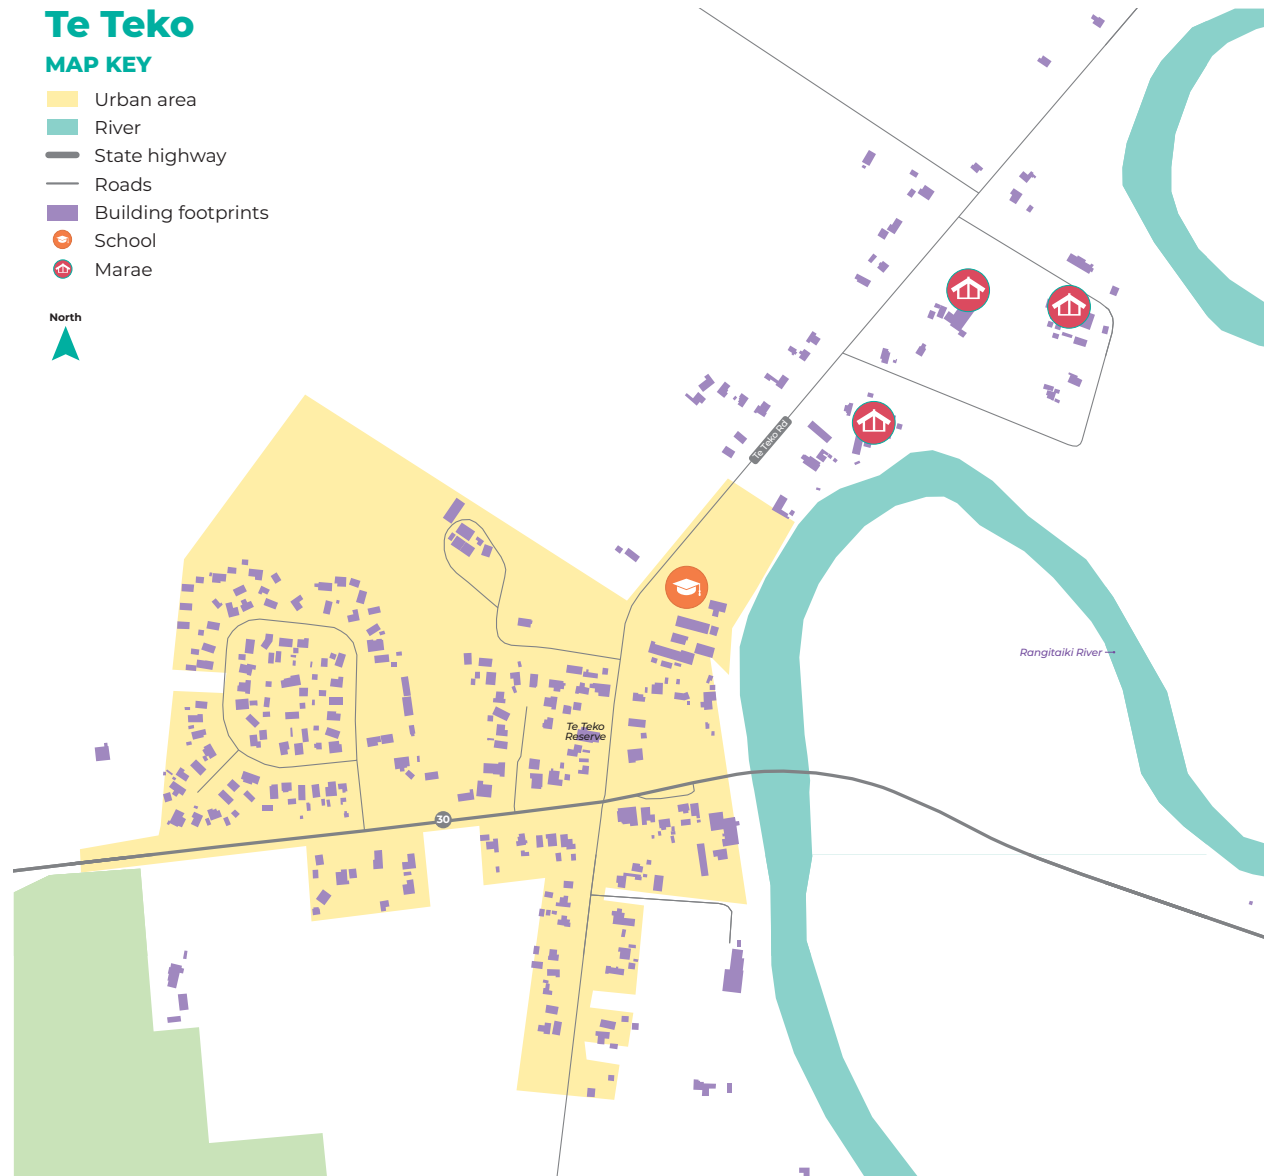 Te Teko
MAP KEY
Urban area
River
State highway
Roads
Building footprints
School
Marae
North
Te Teko Rd
Rangitaiki River
Te Teko
Reserve
30